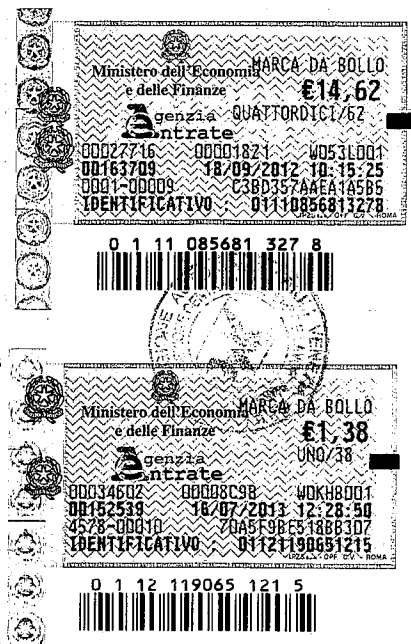 Ministero dell'Economia
e delle Finanze
MARCA DA BOLLO
€14,62
QUATTORDICI/62
Agenzia
Entrate
00027716 00001821 W053L001
00163709 18/09/2012 10:15:25
0001-00009 C3BD357AAEA1A5B5
IDENTIFICATIVO : 01110856813278
0 1 11 085681 327 8
Ministero dell'Economia
e delle Finanze
MARCA DA BOLLO
€1,38
UNO/38
Agenzia
Entrate
00034602 00008C9B W0KHB001
00152539 16/07/2013 12:28:50
4578-00010 70A5F9BE518BB3D7
IDENTIFICATIVO : 01121190651215
0 1 12 119065 121 5